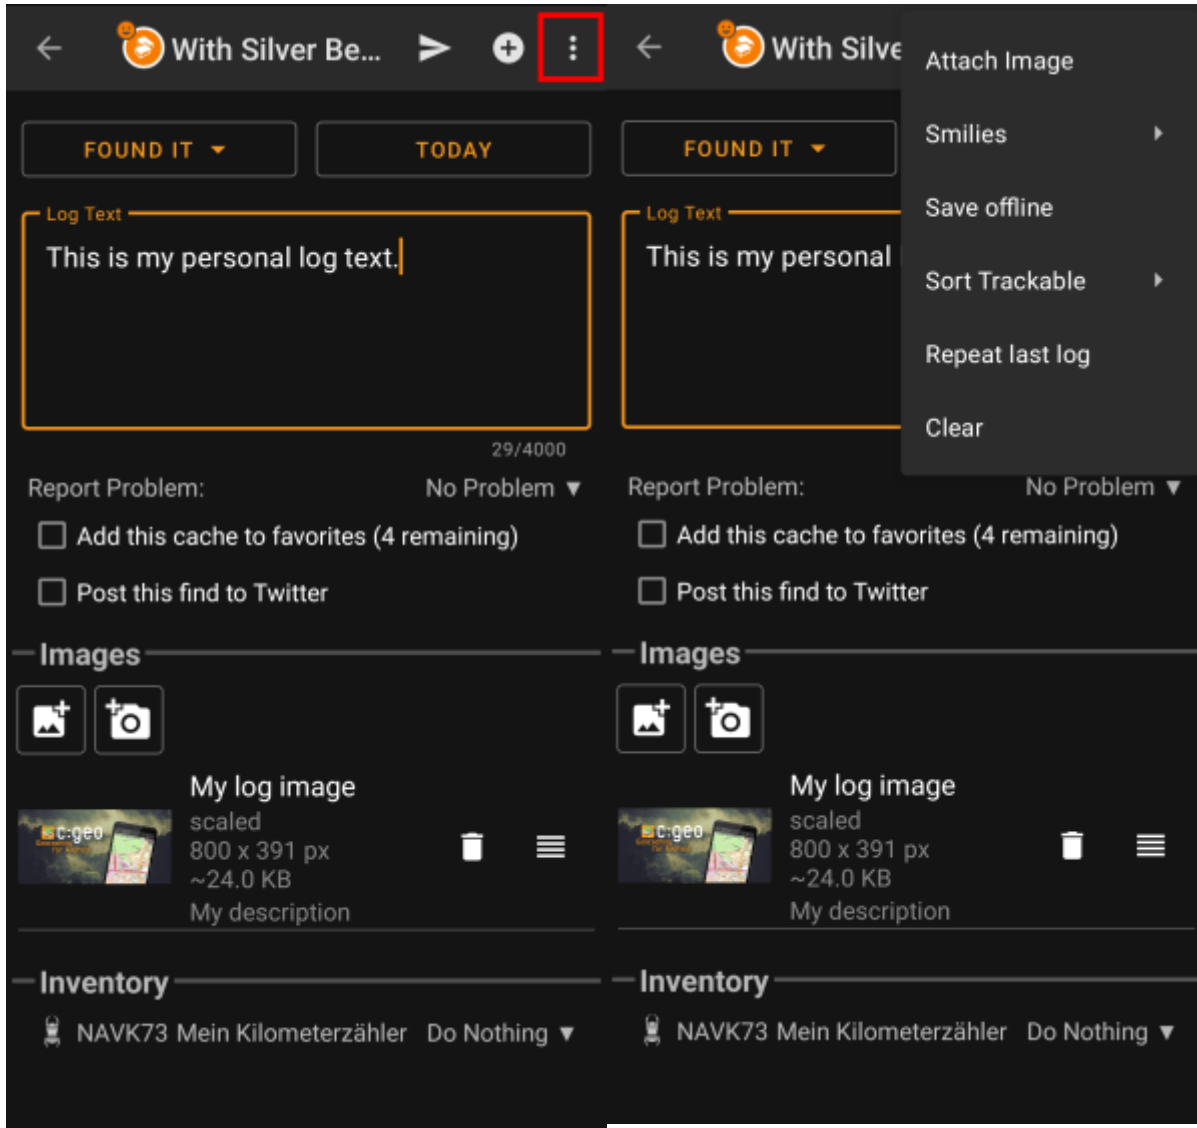 With Silver Be...
FOUND IT
TODAY
Log Text
This is my personal log text.
29/4000
Report Problem:
No Problem ▼
Add this cache to favorites (4 remaining)
Post this find to Twitter
Images
My log image
scaled
800 x 391 px
~24.0 KB
My description
c:geo
Inventory
NAVK73 Mein Kilometerzähler
Do Nothing ▼
With Silve
FOUND IT
Log Text
This is my personal
Attach Image
Smilies
Save offline
Sort Trackable
Repeat last log
Clear
Report Problem:
No Problem ▼
Add this cache to favorites (4 remaining)
Post this find to Twitter
Images
My log image
scaled
800 x 391 px
~24.0 KB
My description
c:geo
Inventory
NAVK73 Mein Kilometerzähler
Do Nothing ▼